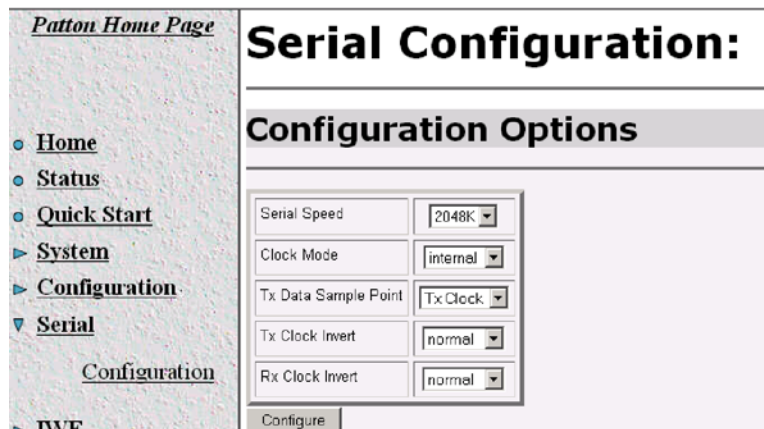 Patton Home Page
Home
Status
Quick Start
System
Configuration
Serial
Configuration
Serial Configuration:
Configuration Options
Serial Speed 2048K
Clock Mode internal
Tx Data Sample Point Tx Clock
Tx Clock Invert normal
Rx Clock Invert normal
Configure